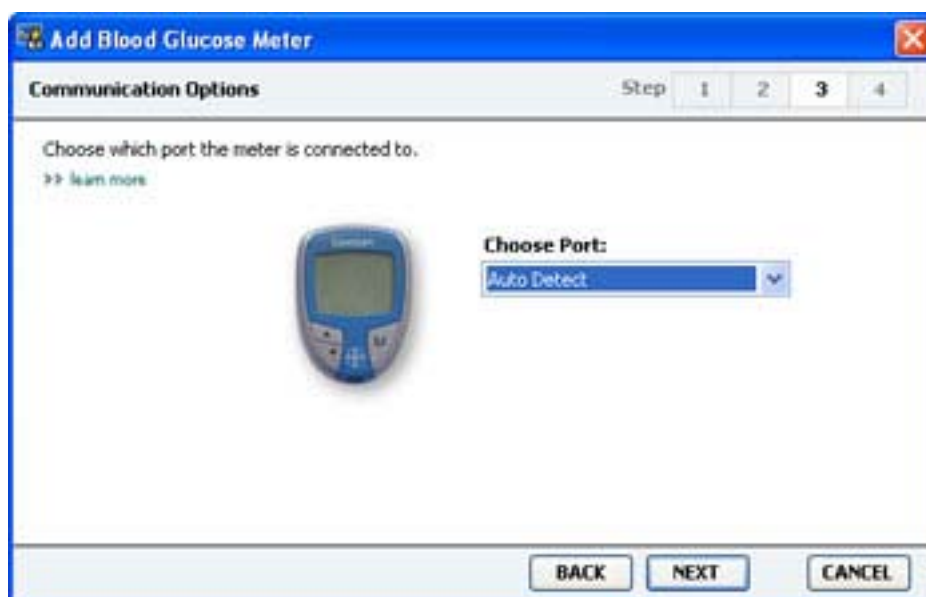 Add Blood Glucose Meter
Communication Options
Step 1 2 3 4
Choose which port the meter is connected to.
>> learn more
Choose Port:
Auto Detect
BACK NEXT CANCEL